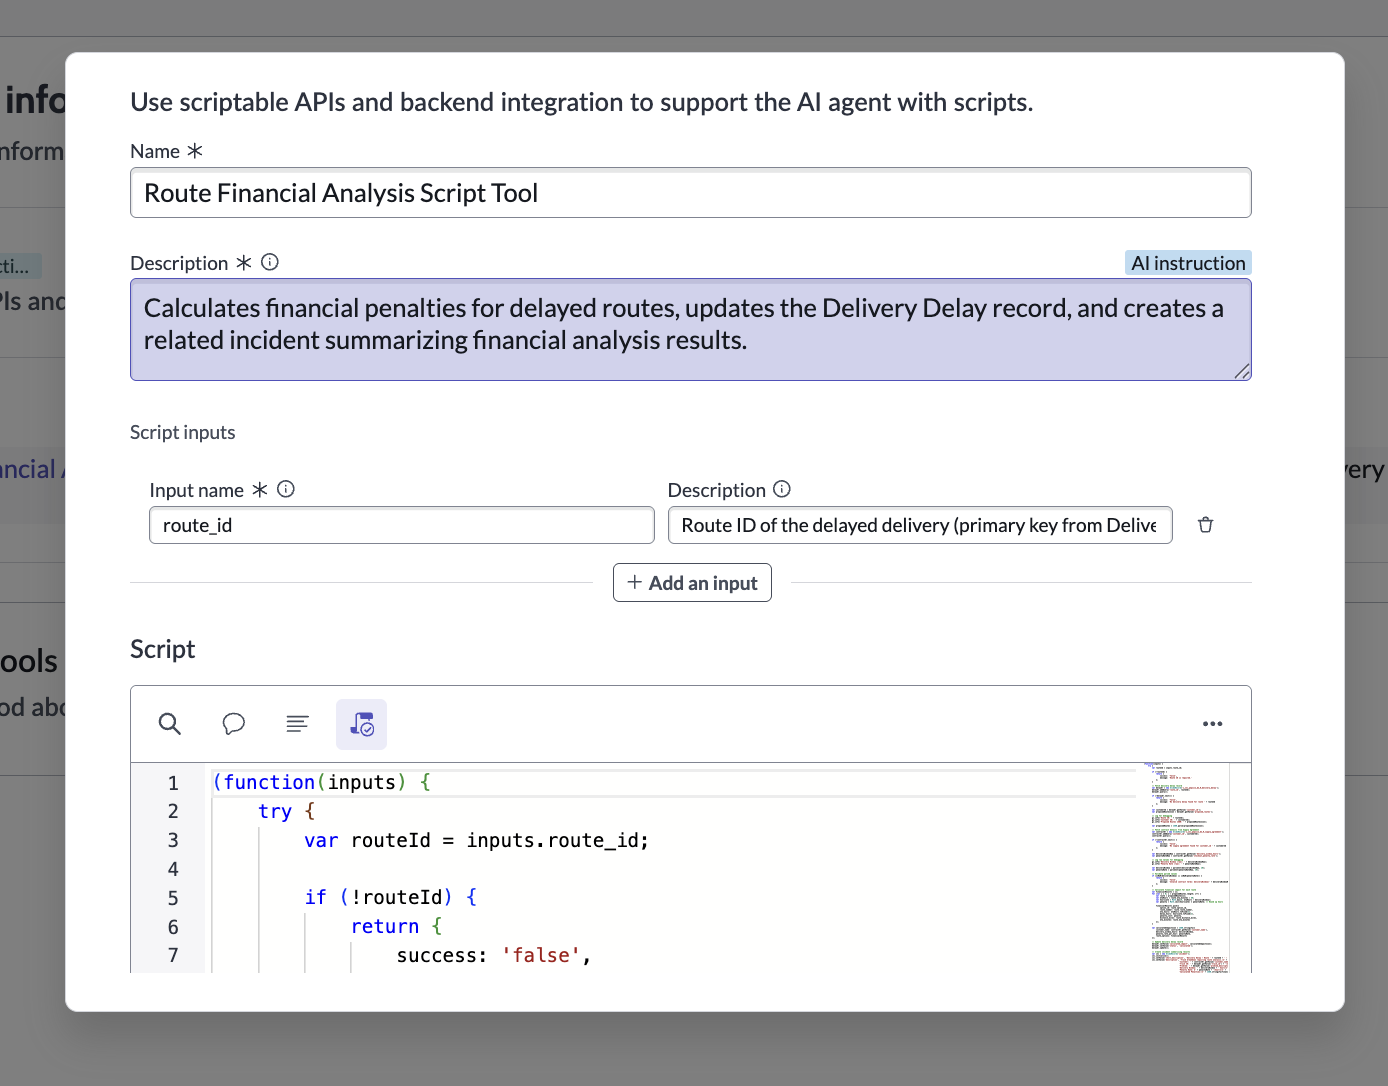 info
nform
cti...
PIs and
ancial A
very
ools
od abo
Use scriptable APIs and backend integration to support the AI agent with scripts.
Name *
Route Financial Analysis Script Tool
Description *
AI instruction
Calculates financial penalties for delayed routes, updates the Delivery Delay record, and creates a
related incident summarizing financial analysis results.
Script inputs
Input name *
Description
route_id
Route ID of the delayed delivery (primary key from Delive
+ Add an input
Script
1 (function(inputs) {
2 try {
3 var routeId = inputs.route_id;
4
5 if (!routeId) {
6 return {
7 success: 'false',